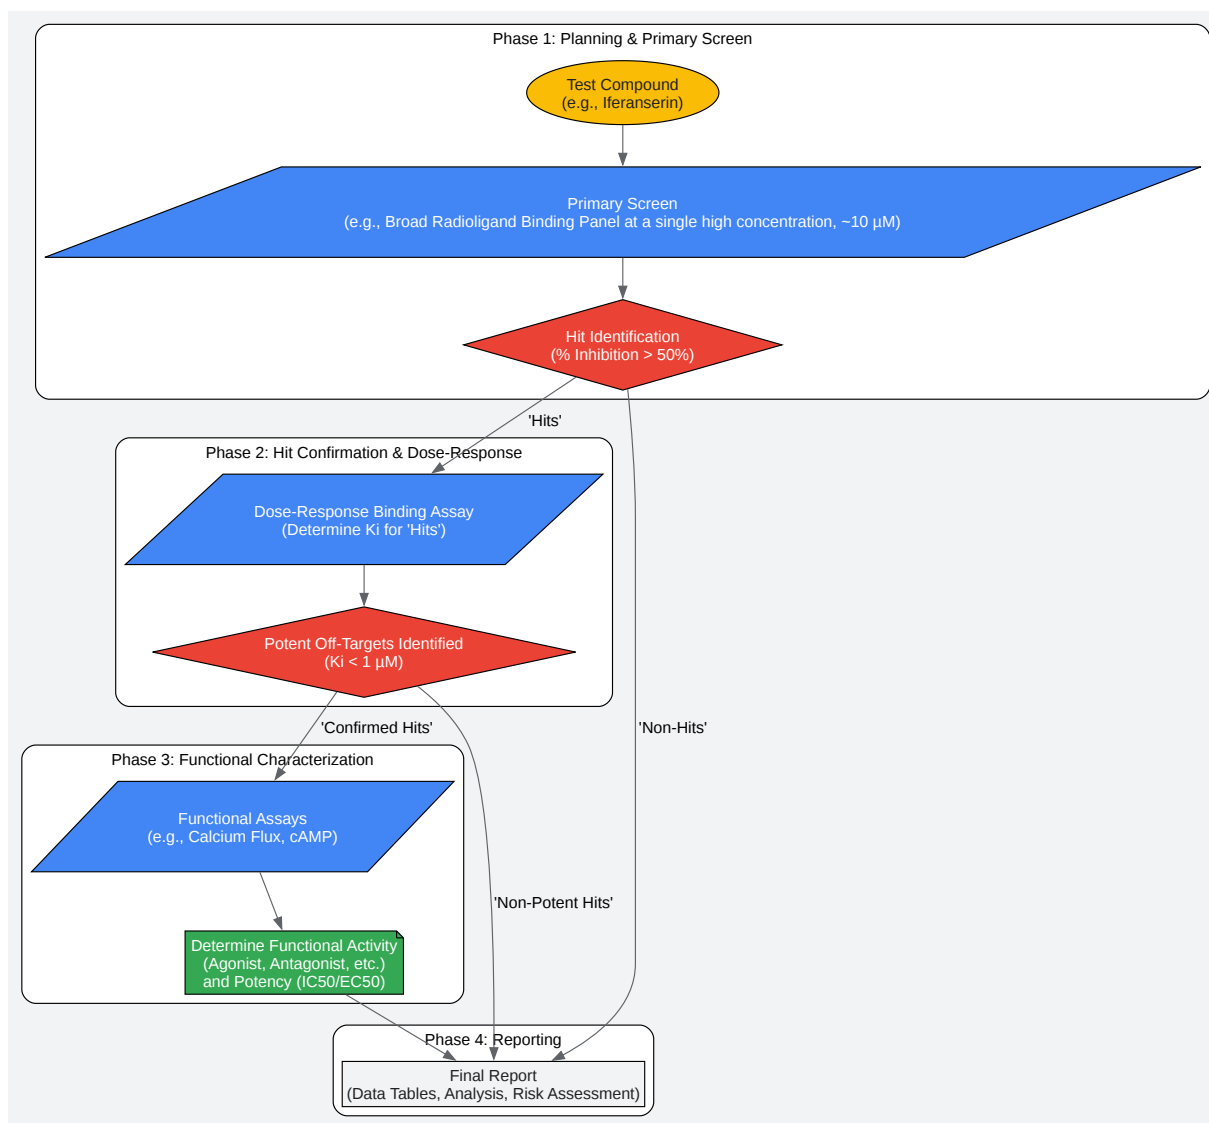 Phase 1: Planning & Primary Screen
Test Compound
(e.g., Iferanserin)
Primary Screen
(e.g., Broad Radioligand Binding Panel at a single high concentration, ~10 µM)
Hit Identification
(% Inhibition > 50%)
'Hits'
Phase 2: Hit Confirmation & Dose-Response
Dose-Response Binding Assay
(Determine Ki for 'Hits')
Potent Off-Targets Identified
(Ki < 1 µM)
'Confirmed Hits'
'Non-Hits'
Phase 3: Functional Characterization
Functional Assays
(e.g., Calcium Flux, cAMP)
'Non-Potent Hits'
Determine Functional Activity
(Agonist, Antagonist, etc.)
and Potency (IC50/EC50)
Phase 4: Reporting
Final Report
(Data Tables, Analysis, Risk Assessment)